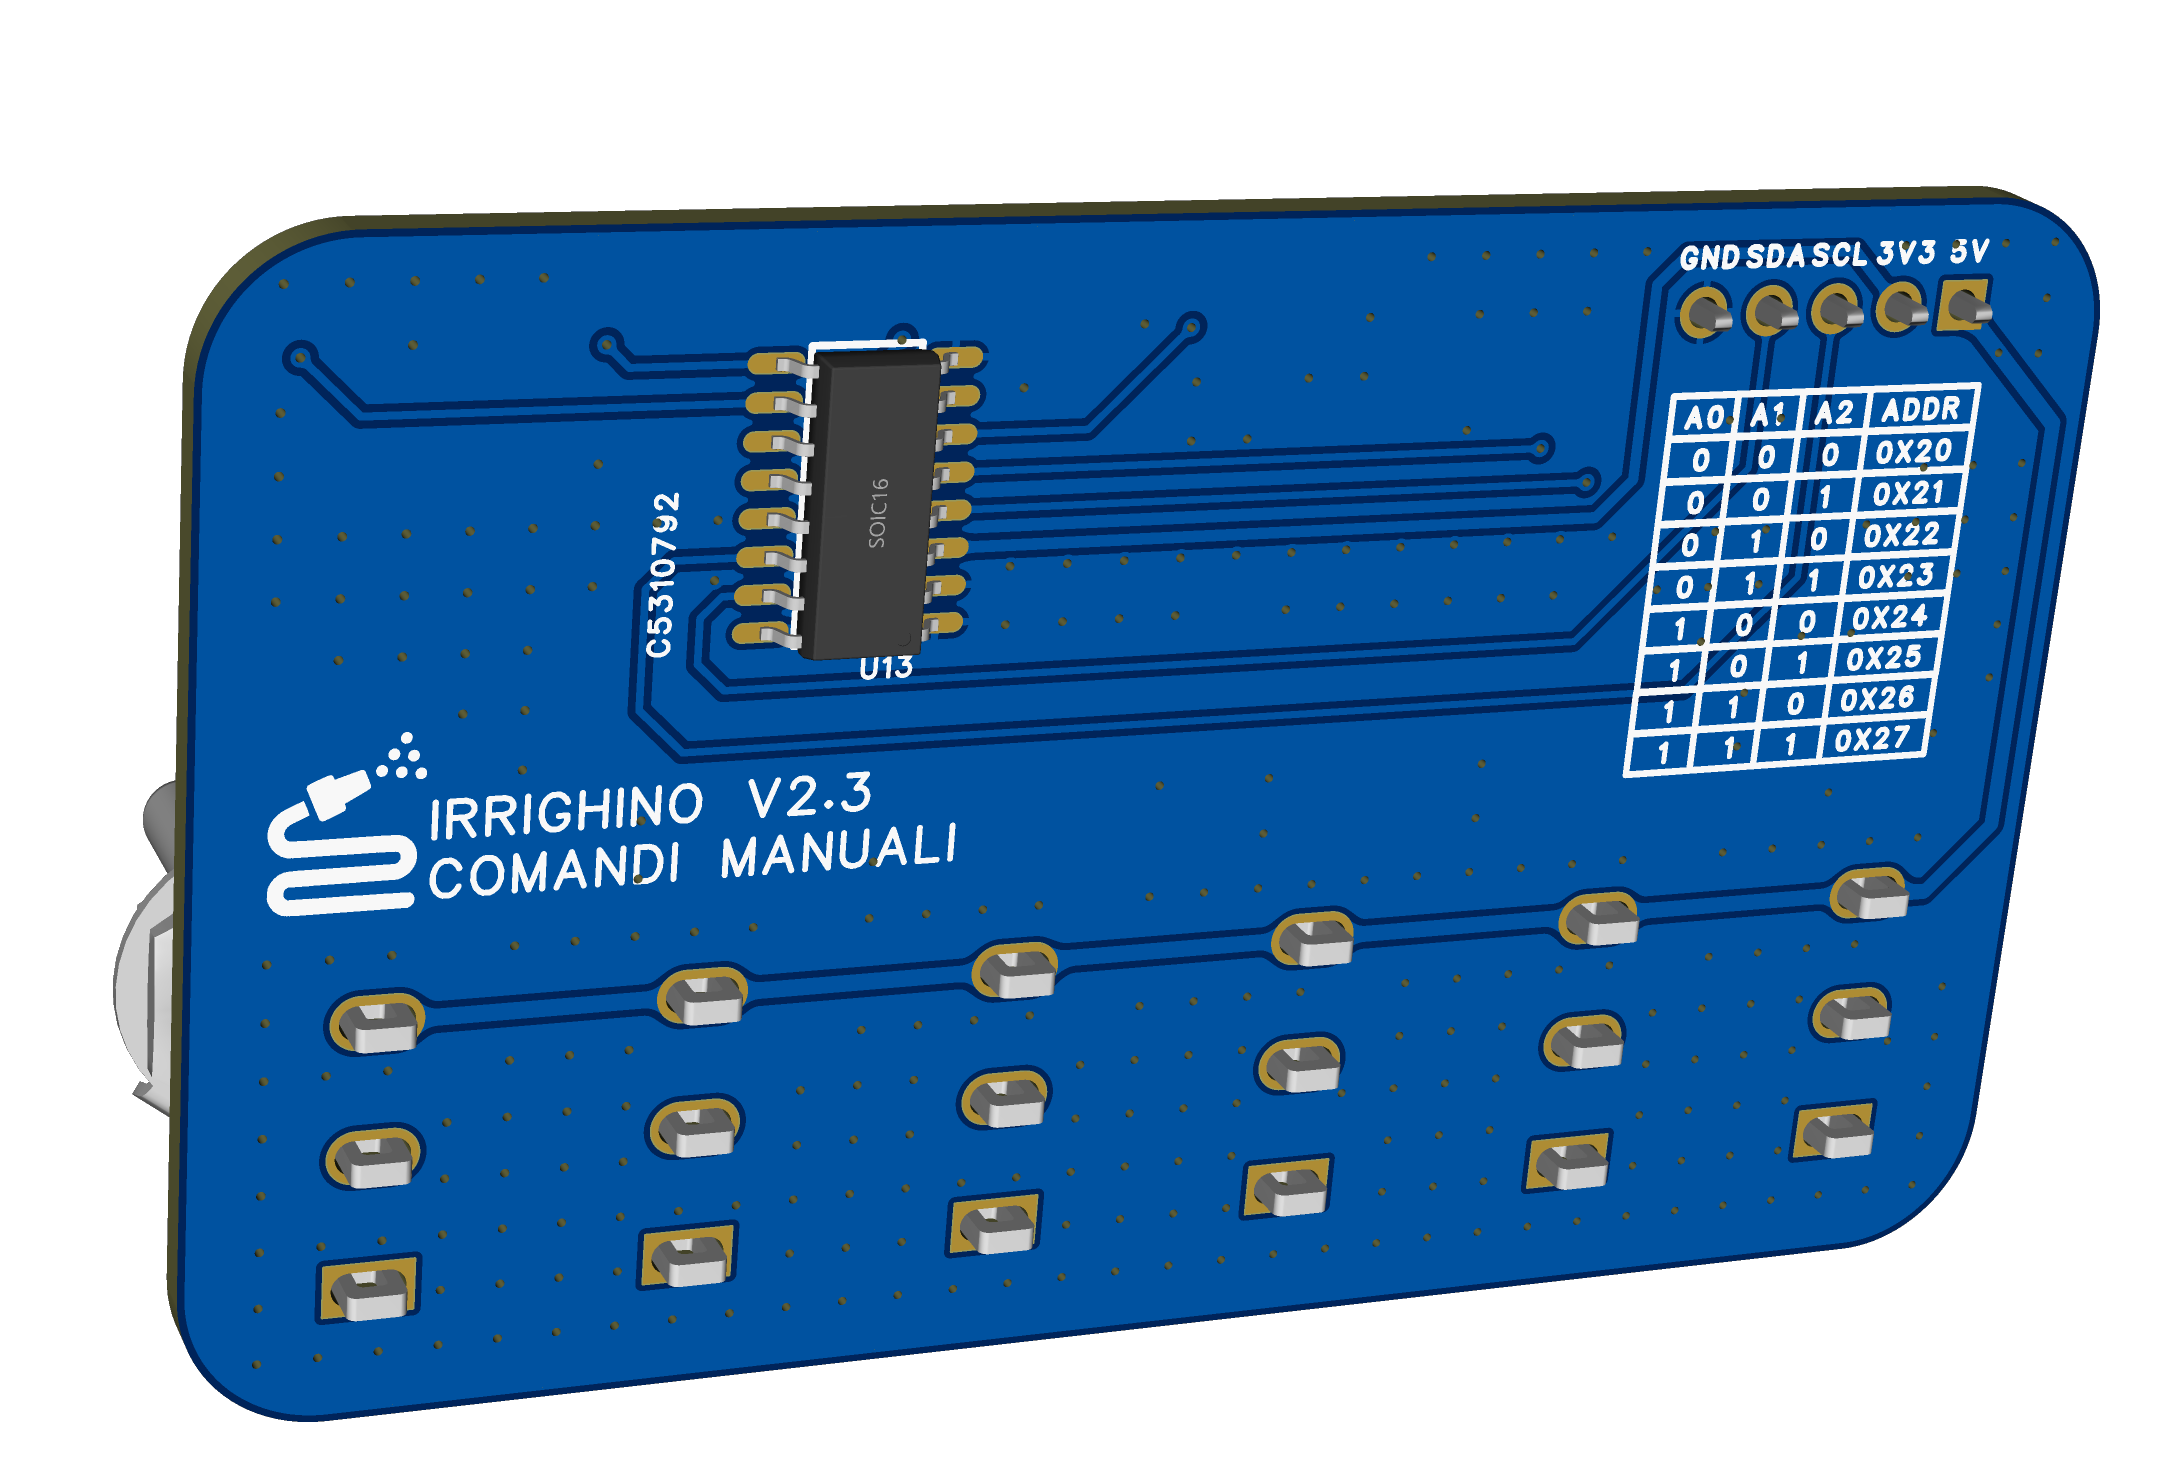 GND SDA SCL 3V3 5V
A0 A1 A2 ADDR
0 0 0 0X20
0 0 1 0X21
0 1 0 0X22
0 1 1 0X23
1 0 0 0X24
1 0 1 0X25
1 1 0 0X26
1 1 1 0X27
SOIC16
C5310792
U13
IRRIGHINO V2.3
COMANDI MANUALI